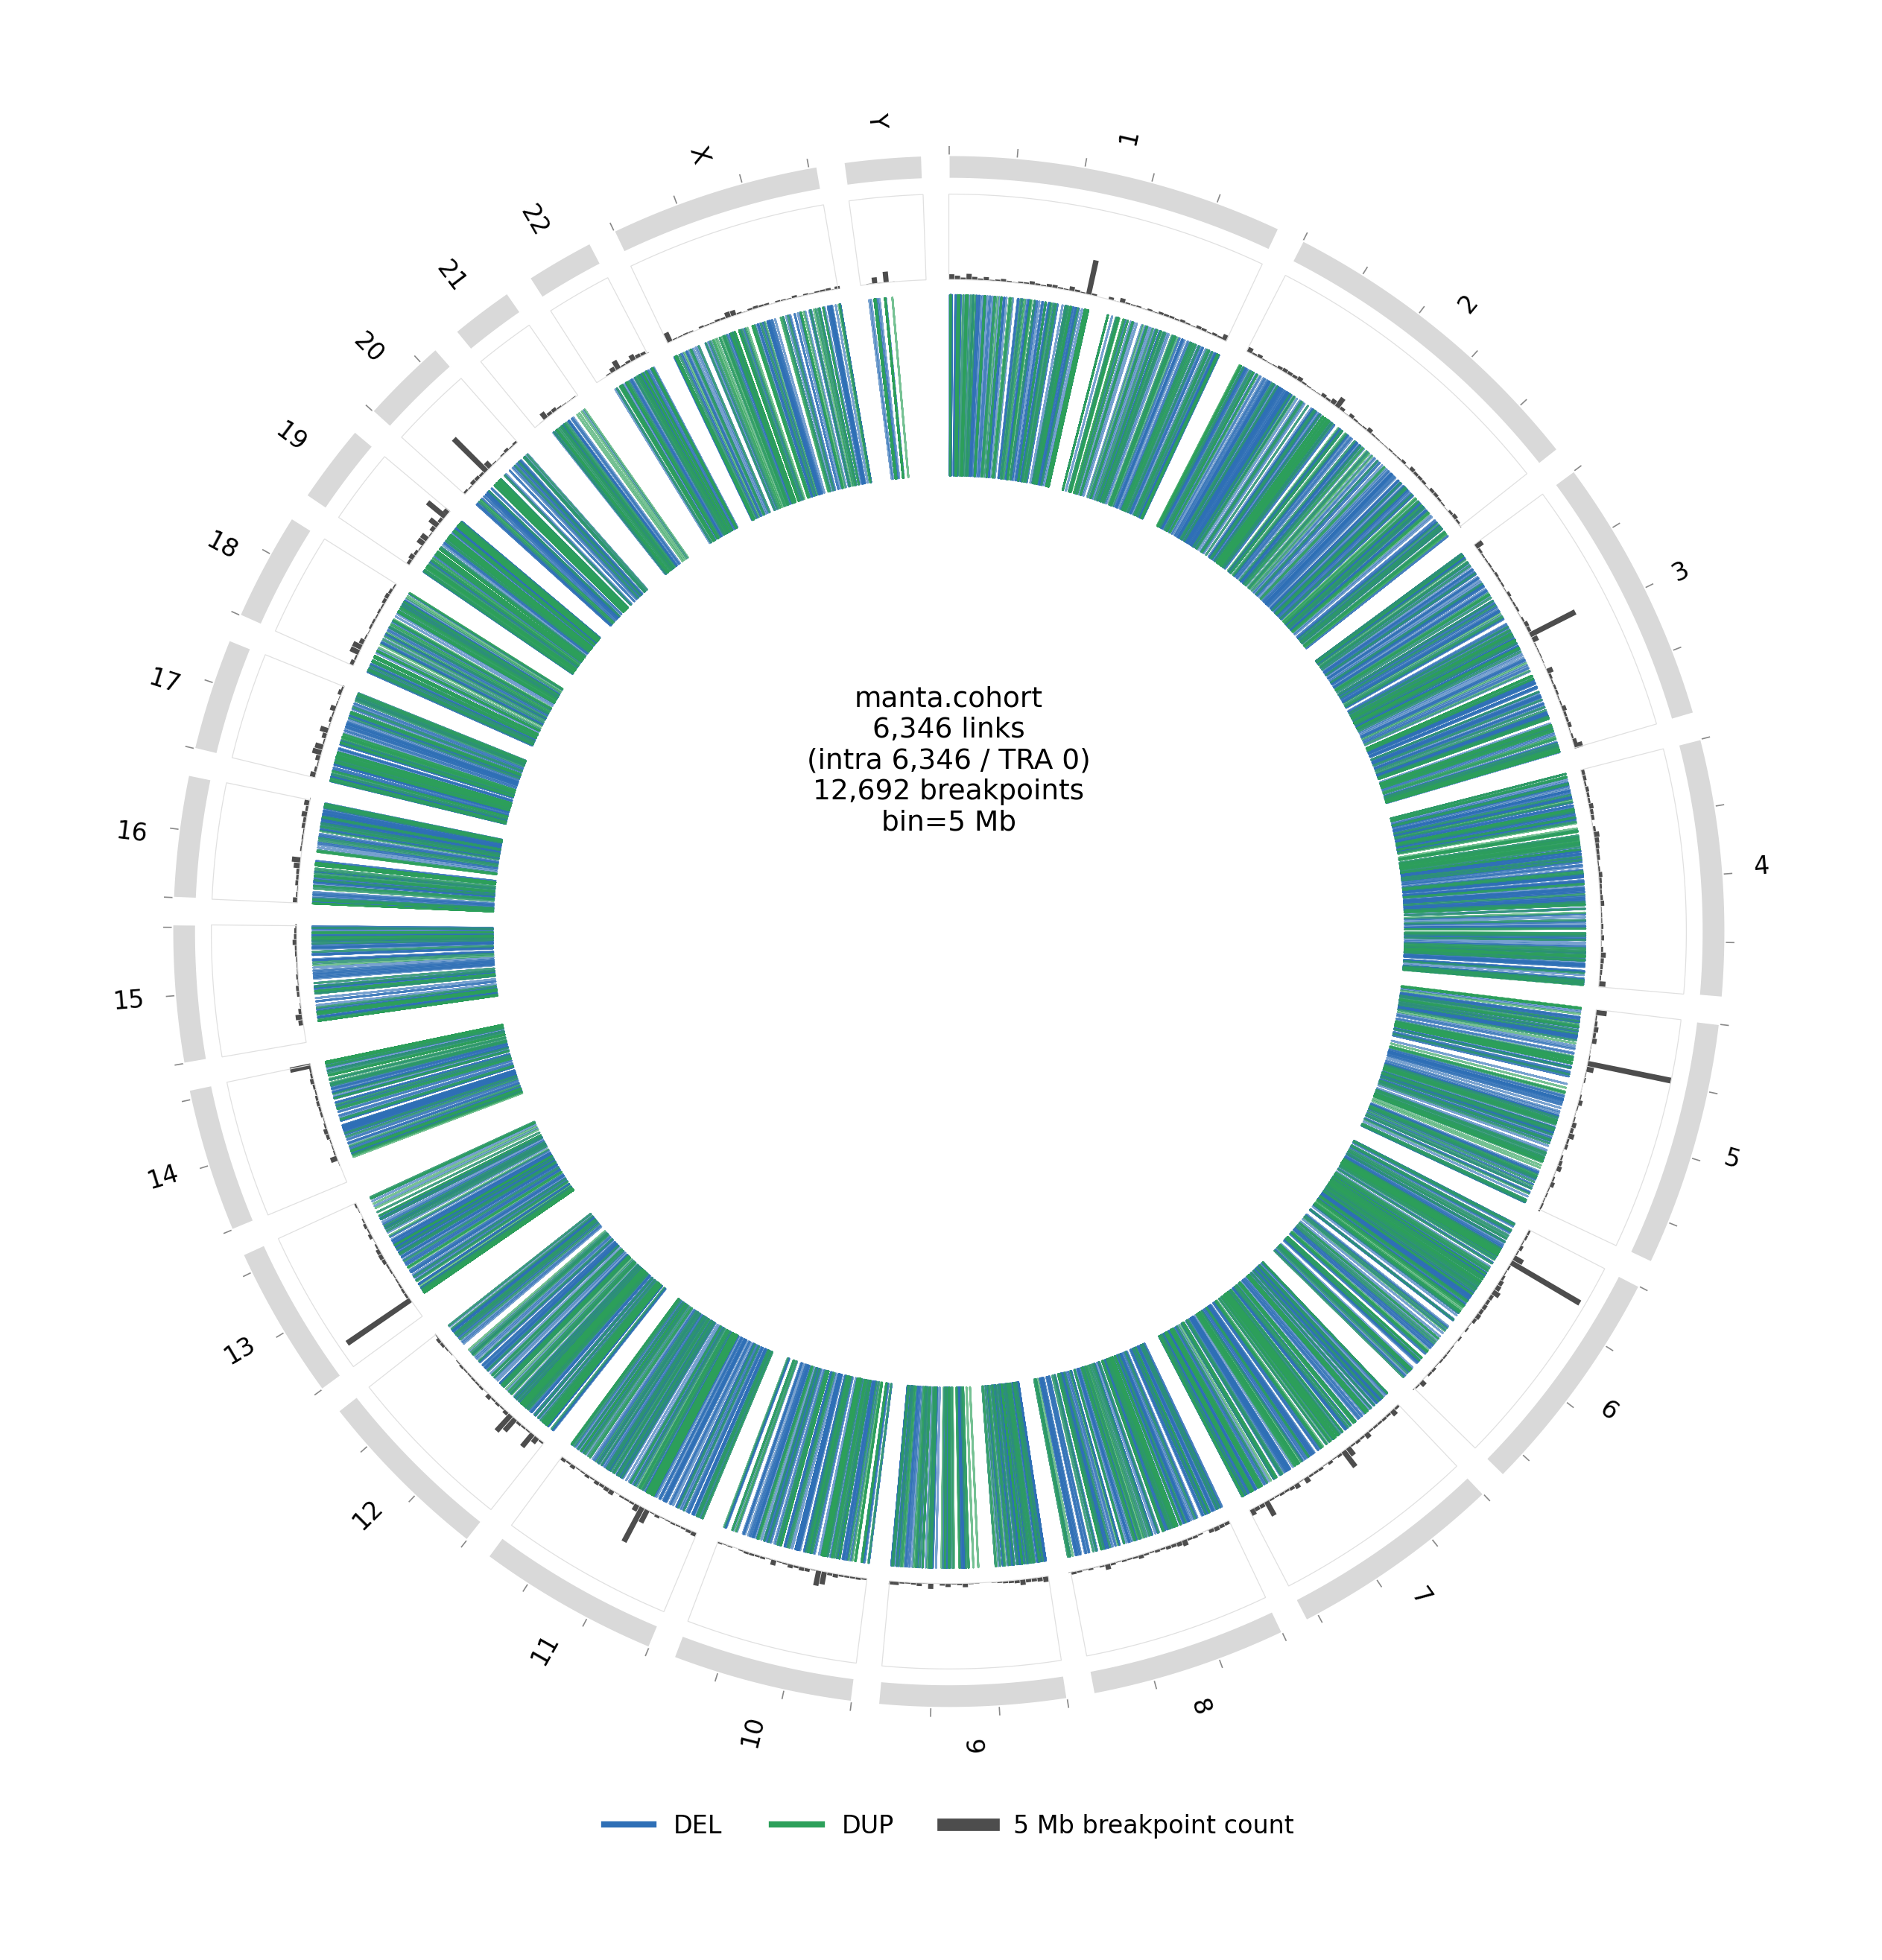 Y
1
2
3
4
5
6
7
8
9
10
11
12
13
14
15
16
17
18
19
20
21
22
X
manta.cohort
6,346 links
(intra 6,346 / TRA 0)
12,692 breakpoints
bin=5 Mb
DEL DUP 5 Mb breakpoint count